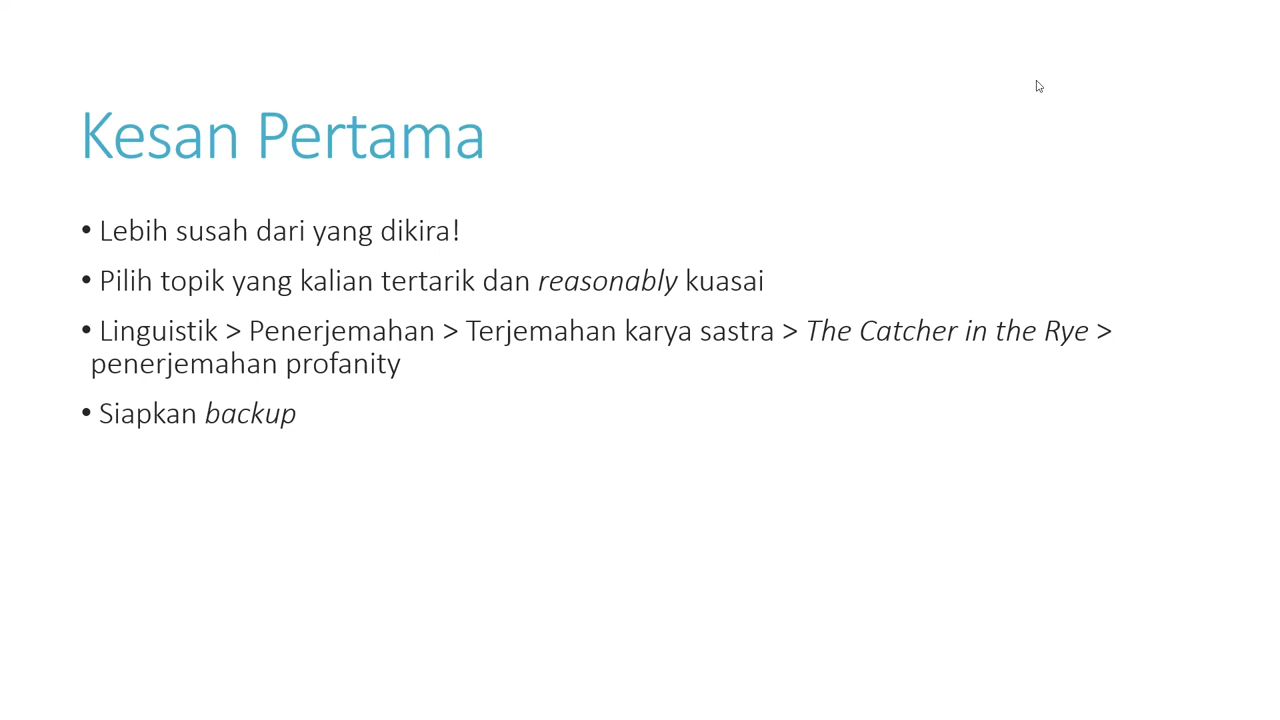 Kesan Pertama
• Lebih susah dari yang dikira!
• Pilih topik yang kalian tertarik dan reasonably kuasai
• Linguistik > Penerjemahan > Terjemahan karya sastra > The Catcher in the Rye >
penerjemahan profanity
• Siapkan backup